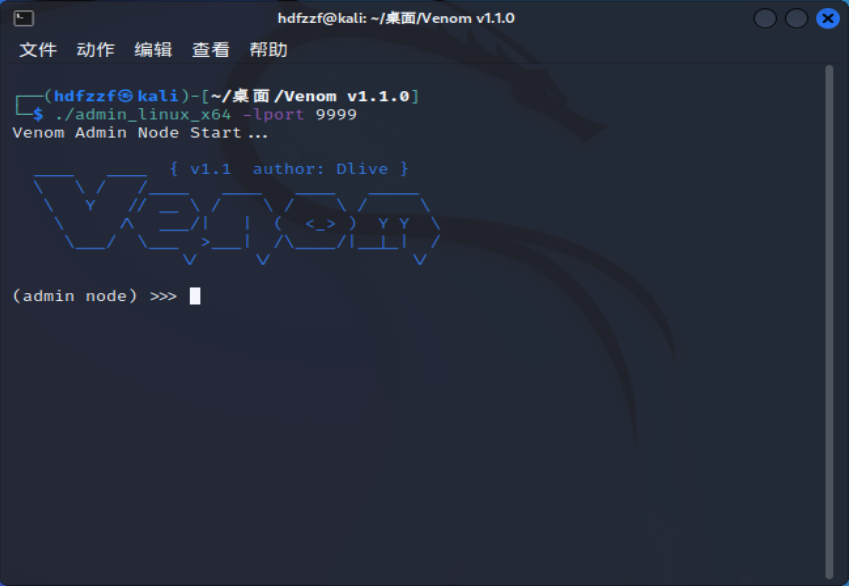 hdfzzf@kali: ~/桌面/Venom v1.1.0
文件 动作 编辑 查看 帮助
┌──(hdfzzf㉿kali)-[~/桌面/Venom v1.1.0]
└─$ ./admin_linux_x64 -lport 9999
Venom Admin Node Start...
{ v1.1 author: Dlive }
Venom
(admin node) >>>